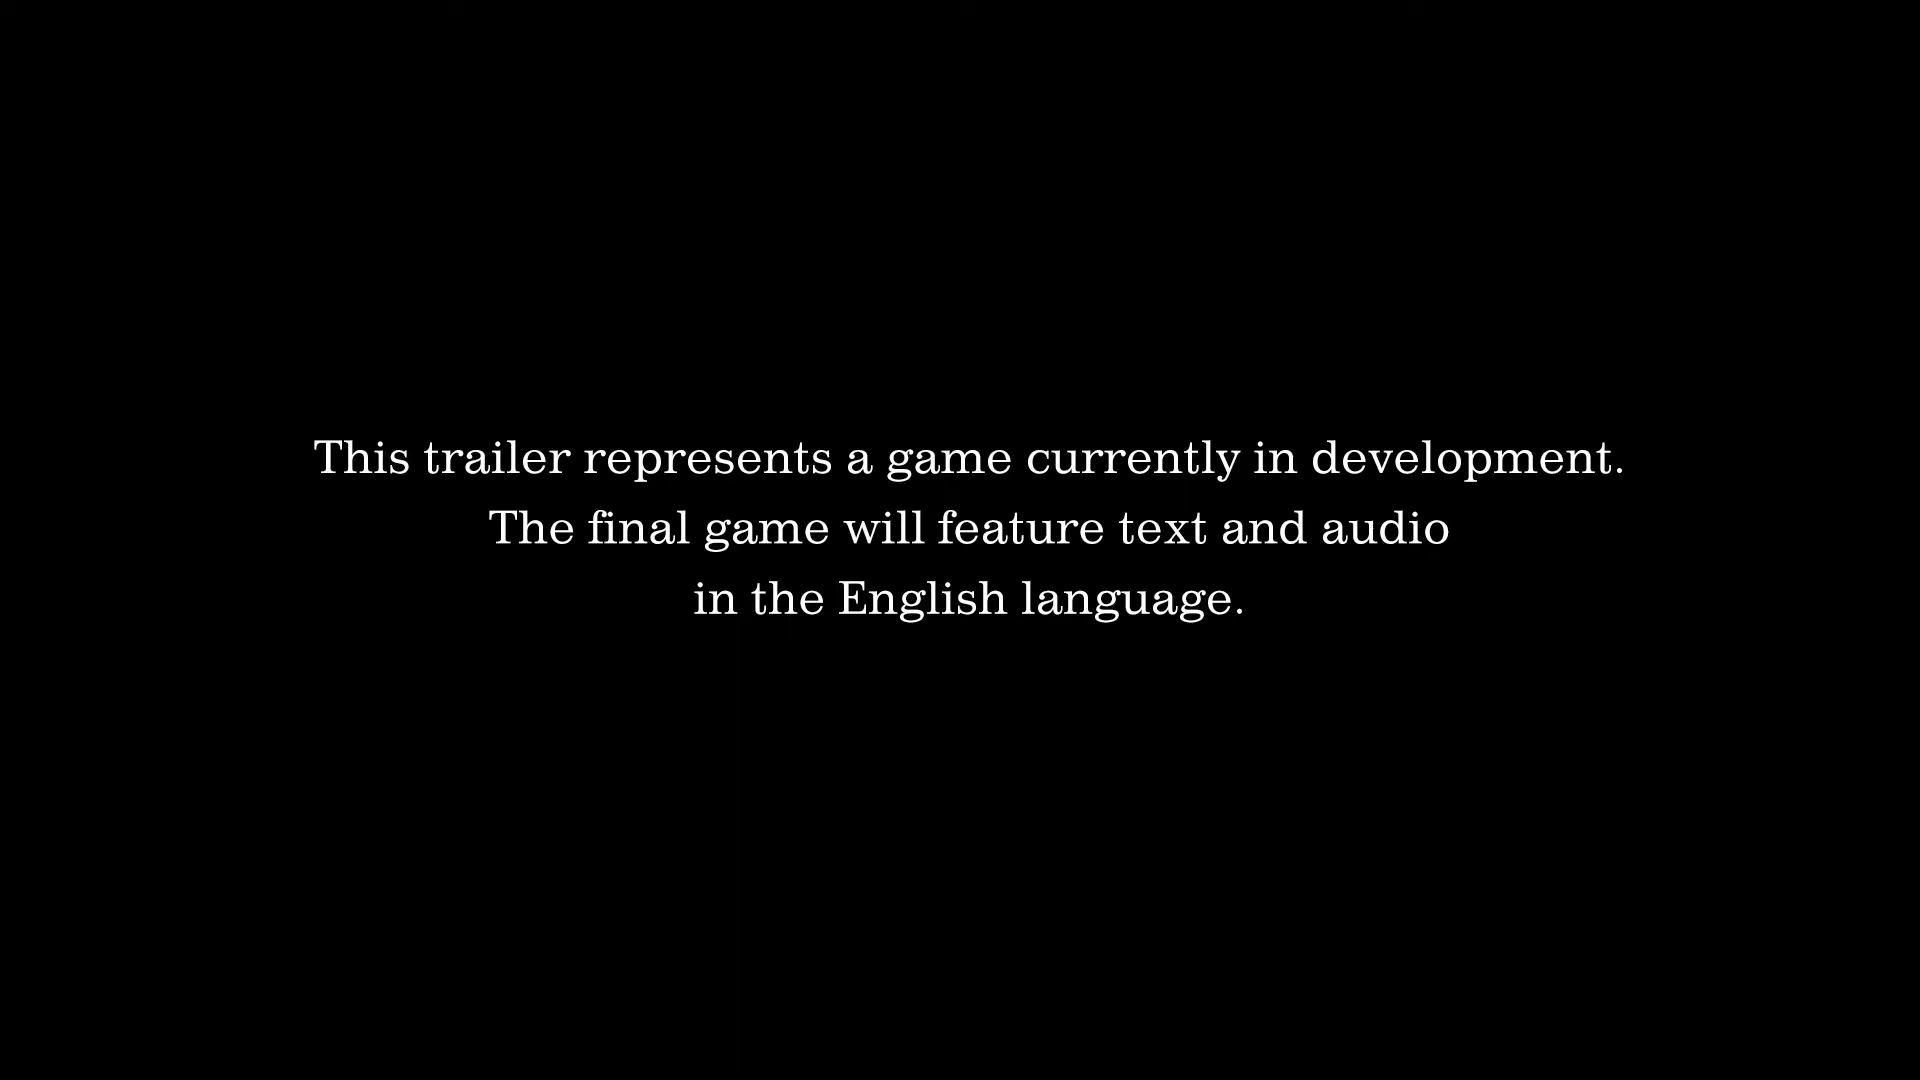 This trailer represents a game currently in development.
The final game will feature text and audio
in the English language.